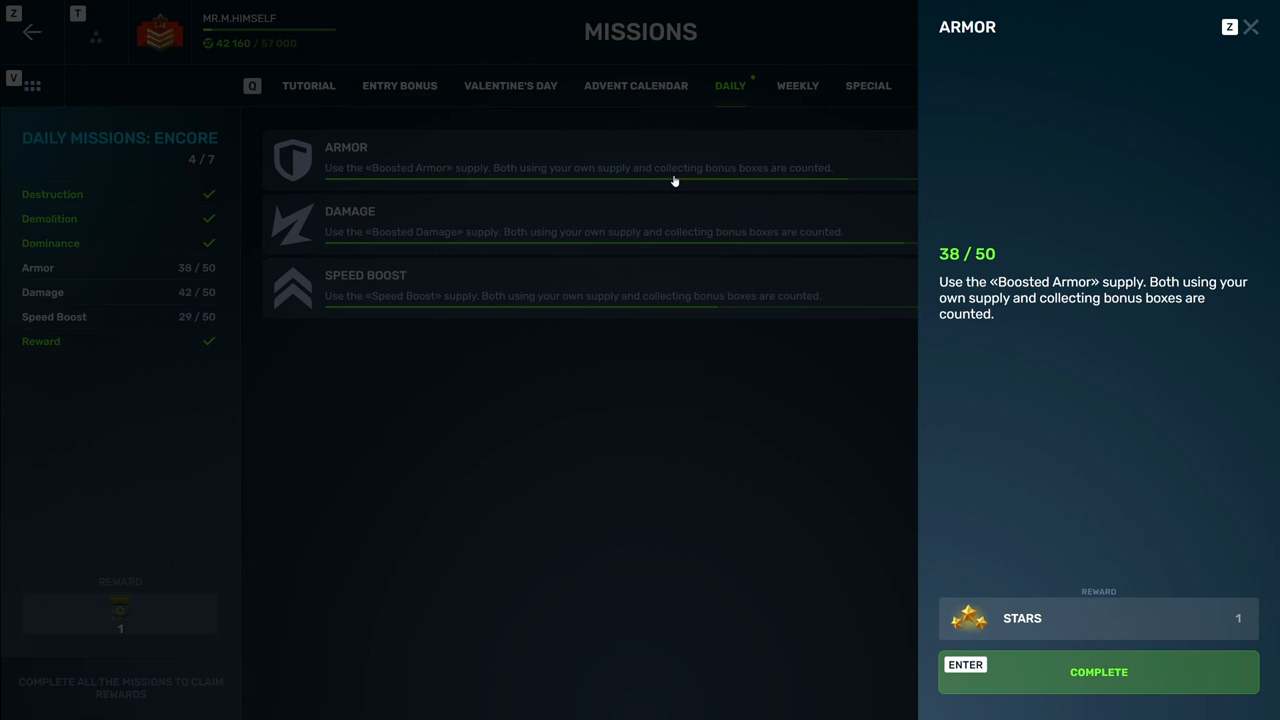 Z
T
MR.M.HIMSELF
42 160 / 57 000
MISSIONS
V
Q
TUTORIAL
ENTRY BONUS
VALENTINE'S DAY
ADVENT CALENDAR
DAILY
WEEKLY
SPECIAL
DAILY MISSIONS: ENCORE
4 / 7
Destruction
Demolition
Dominance
Armor 38 / 50
Damage 42 / 50
Speed Boost 29 / 50
Reward
REWARD
1
COMPLETE ALL THE MISSIONS TO CLAIM
REWARDS
ARMOR
Use the «Boosted Armor» supply. Both using your own supply and collecting bonus boxes are counted.
DAMAGE
Use the «Boosted Damage» supply. Both using your own supply and collecting bonus boxes are counted.
SPEED BOOST
Use the «Speed Boost» supply. Both using your own supply and collecting bonus boxes are counted.
ARMOR
Z
38 / 50
Use the «Boosted Armor» supply. Both using your
own supply and collecting bonus boxes are
counted.
REWARD
STARS 1
ENTER
COMPLETE